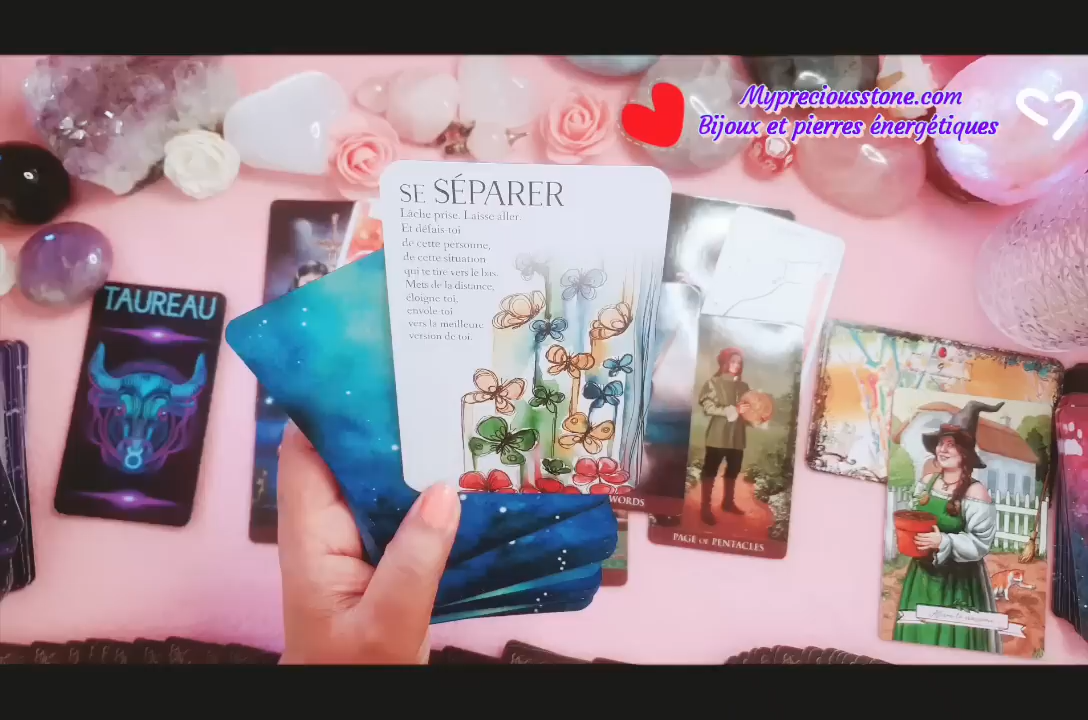 Mypreciousstone.com
Bijoux et pierres énergétiques
SE SÉPARER
Lâche prise. Laisse aller.
Et défais toi
de cette personne,
de cette situation
qui te tire vers le bas.
Mets de la distance,
éloigne toi,
envole toi
vers la meilleure
version de toi.
TAUREAU
WORDS
PAGE OF PENTACLES